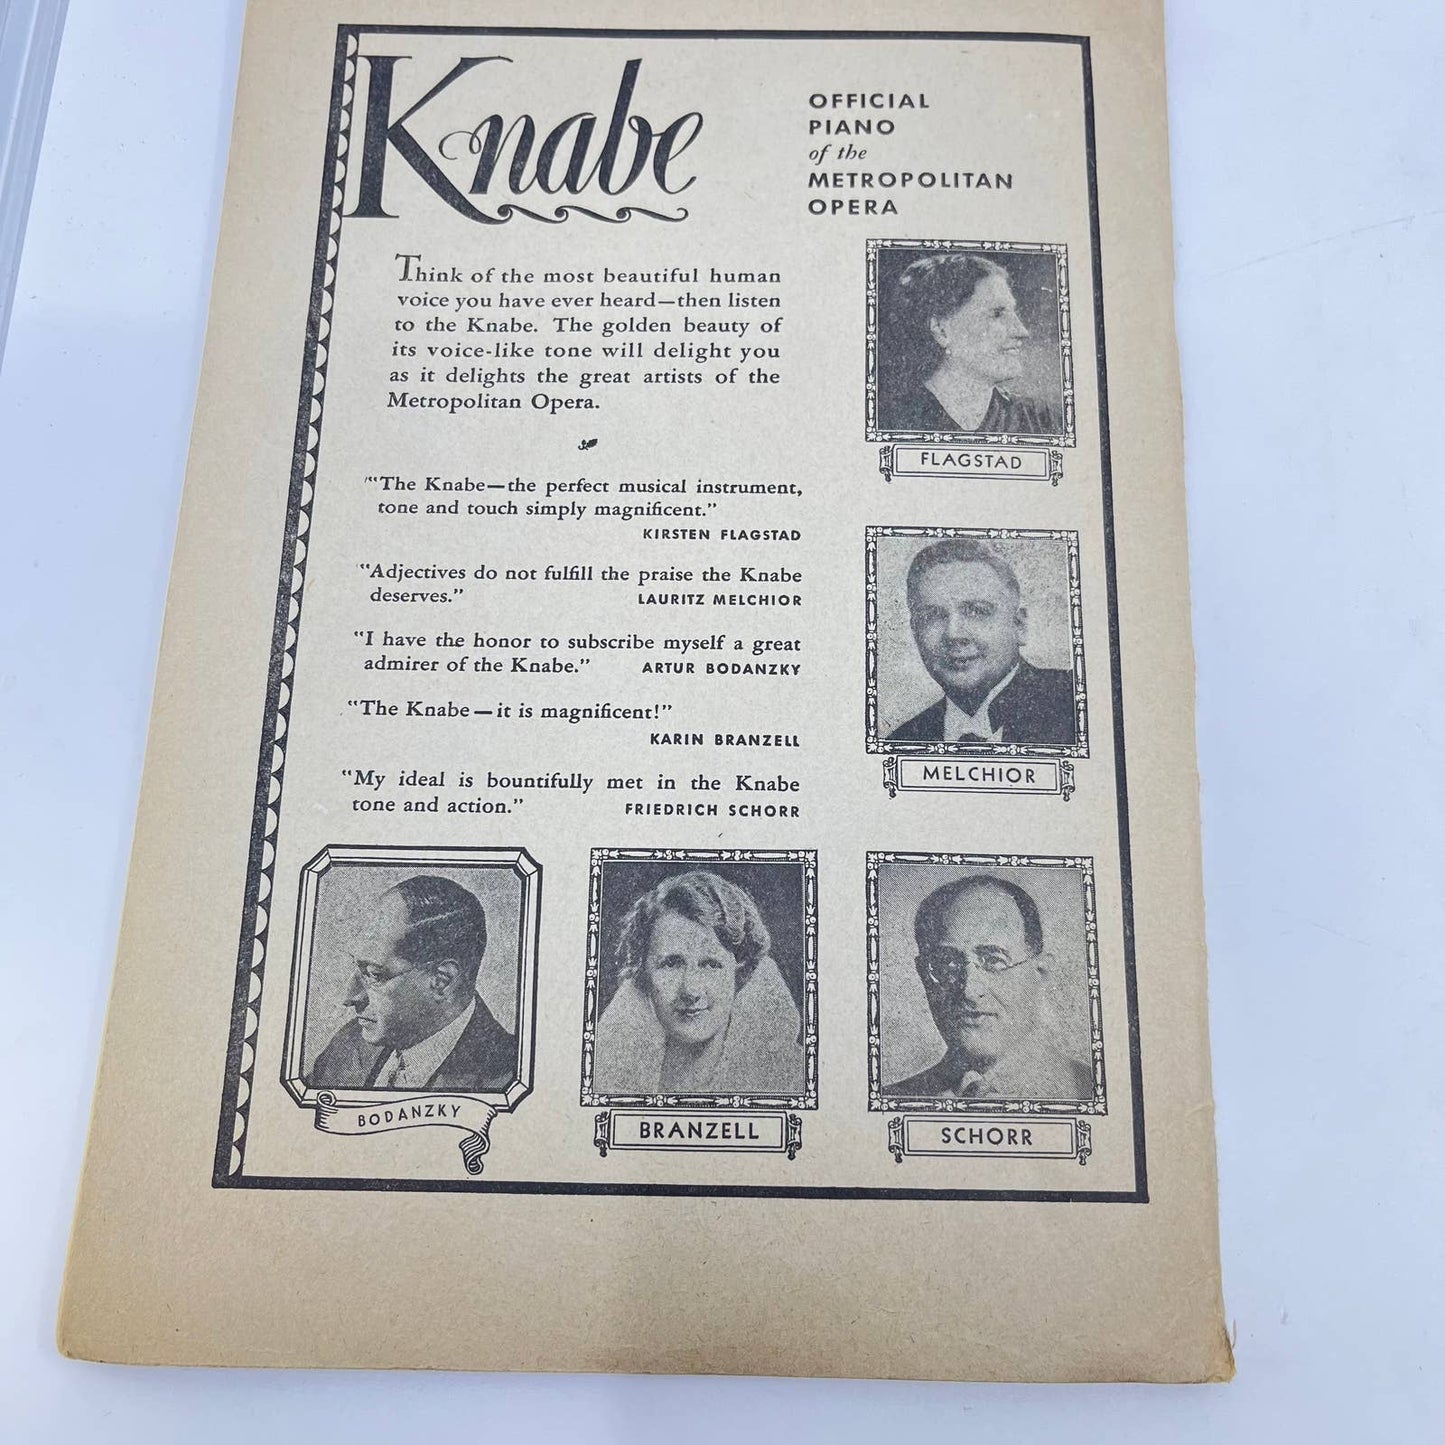 Knabe
OFFICIAL
PIANO
of the
METROPOLITAN
OPERA
Think of the most beautiful human
voice you have ever heard—then listen
to the Knabe. The golden beauty of
its voice-like tone will delight you
as it delights the great artists of the
Metropolitan Opera.
"The Knabe—the perfect musical instrument,
tone and touch simply magnificent."
KIRSTEN FLAGSTAD
"Adjectives do not fulfill the praise the Knabe
deserves." LAURITZ MELCHIOR
"I have the honor to subscribe myself a great
admirer of the Knabe." ARTUR BODANZKY
"The Knabe—it is magnificent!"
KARIN BRANZELL
"My ideal is bountifully met in the Knabe
tone and action." FRIEDRICH SCHORR
FLAGSTAD
MELCHIOR
BODANZKY
BRANZELL
SCHORR